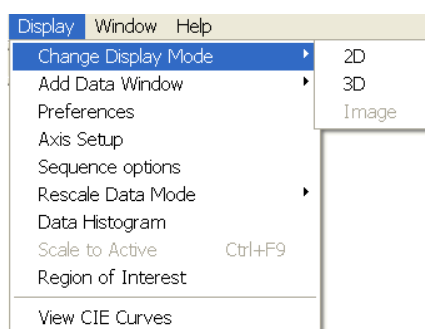 Display Window Help
Change Display Mode
2D
Add Data Window
3D
Preferences
Image
Axis Setup
Sequence options
Rescale Data Mode
Data Histogram
Scale to Active Ctrl+F9
Region of Interest
View CIE Curves